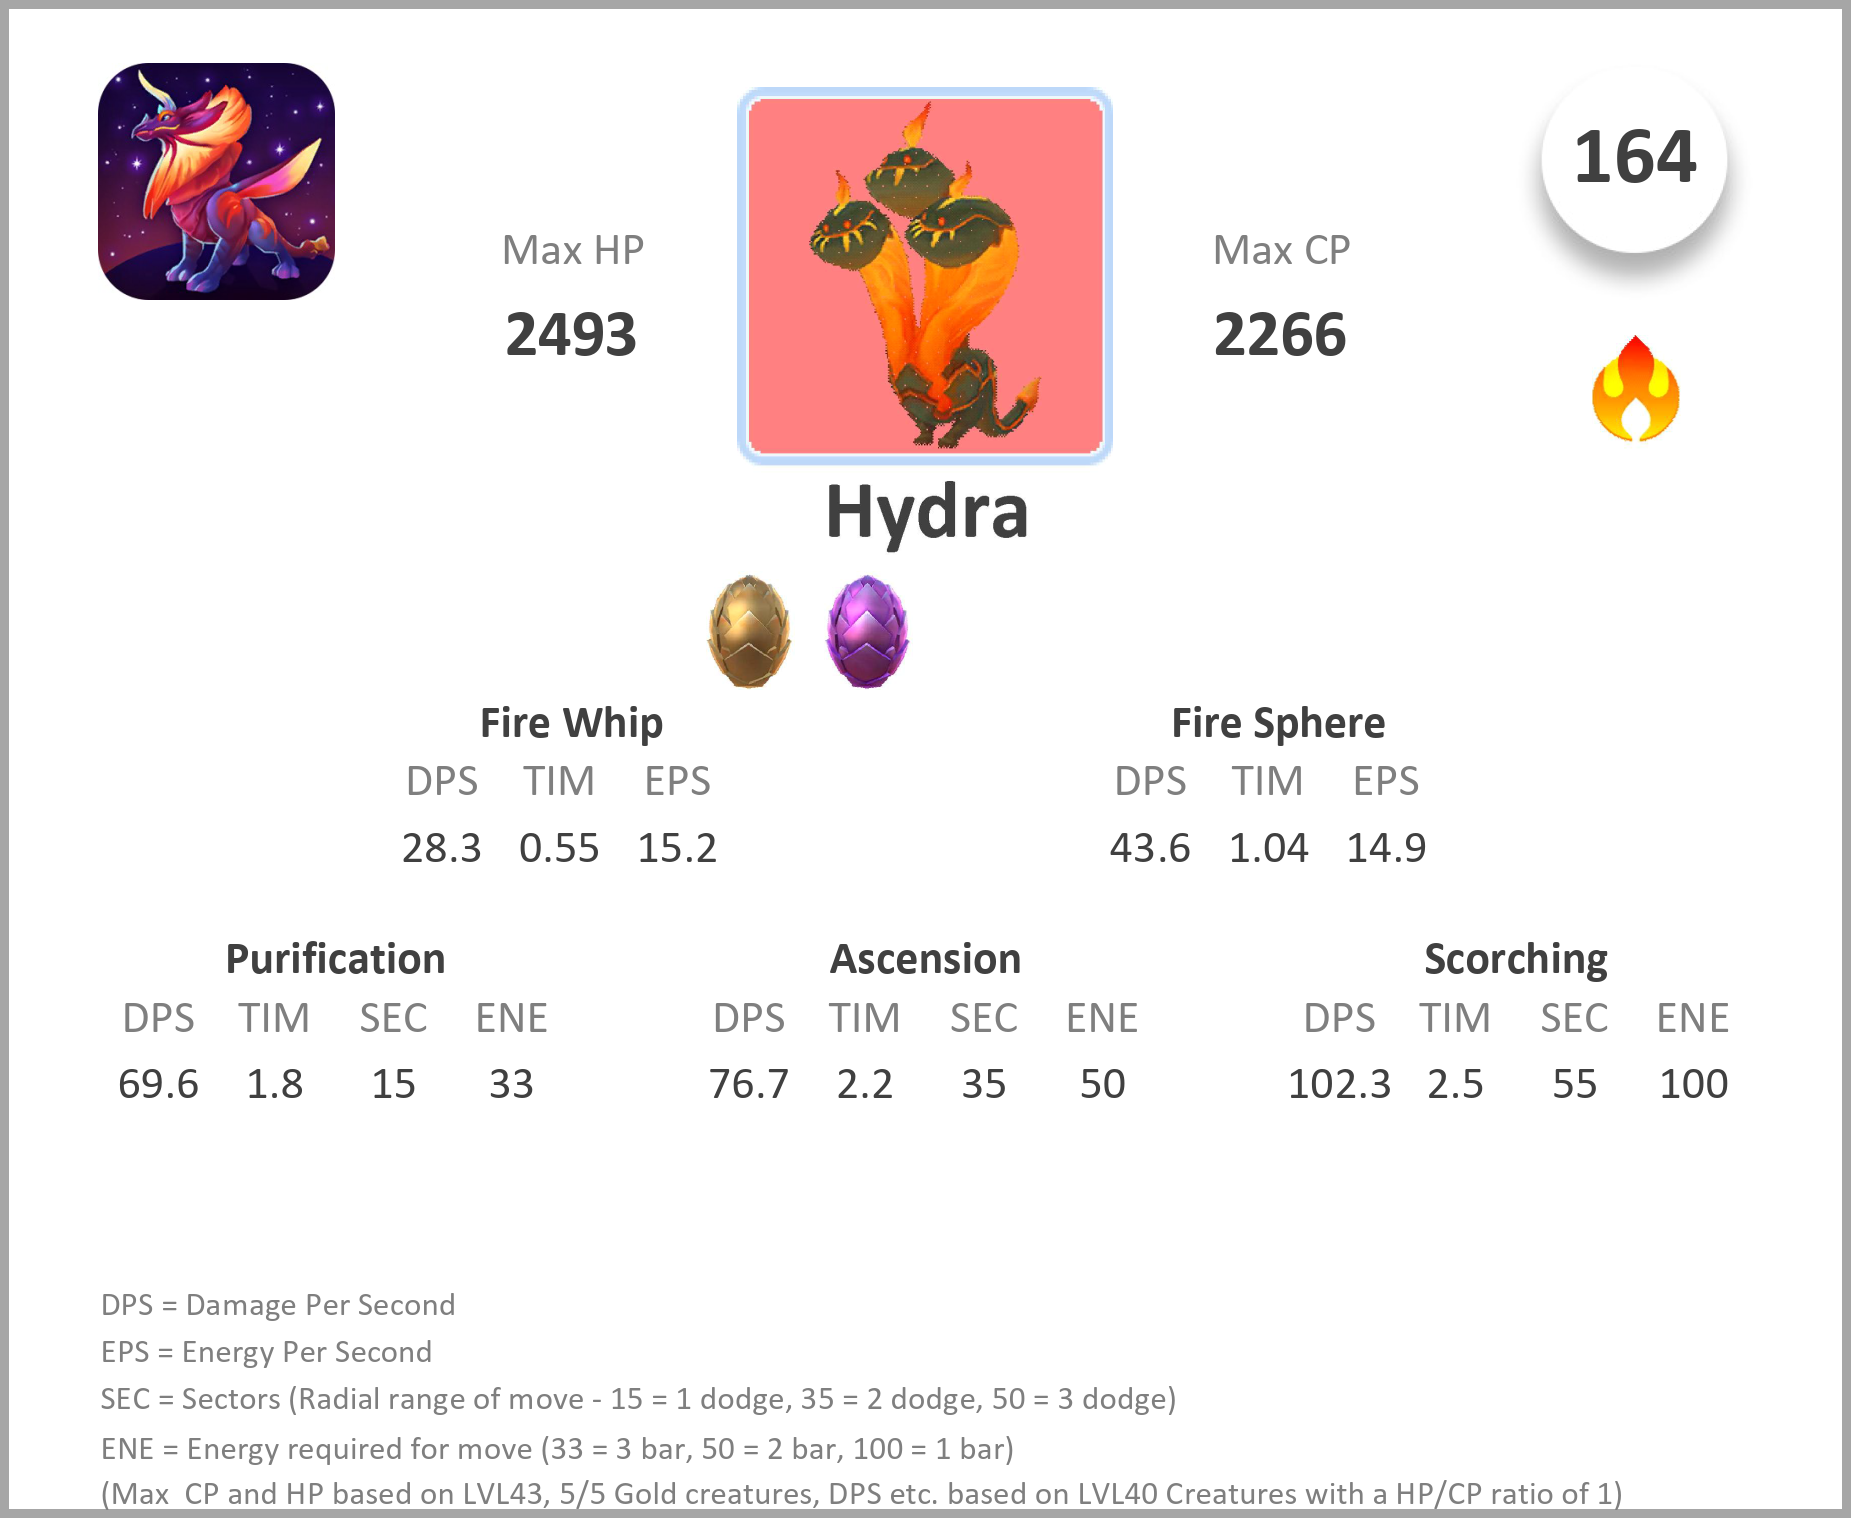 164
Max HP
Max CP
2493
2266
Hydra
Fire Whip
Fire Sphere
DPS TIM EPS
DPS TIM EPS
28.3 0.55 15.2
43.6 1.04 14.9
Purification
Ascension
Scorching
DPS TIM SEC ENE
DPS TIM SEC ENE
DPS TIM SEC ENE
69.6 1.8 15 33
76.7 2.2 35 50
102.3 2.5 55 100
DPS = Damage Per Second
EPS = Energy Per Second
SEC = Sectors (Radial range of move - 15 = 1 dodge, 35 = 2 dodge, 50 = 3 dodge)
ENE = Energy required for move (33 = 3 bar, 50 = 2 bar, 100 = 1 bar)
(Max  CP and HP based on LVL43, 5/5 Gold creatures, DPS etc. based on LVL40 Creatures with a HP/CP ratio of 1)